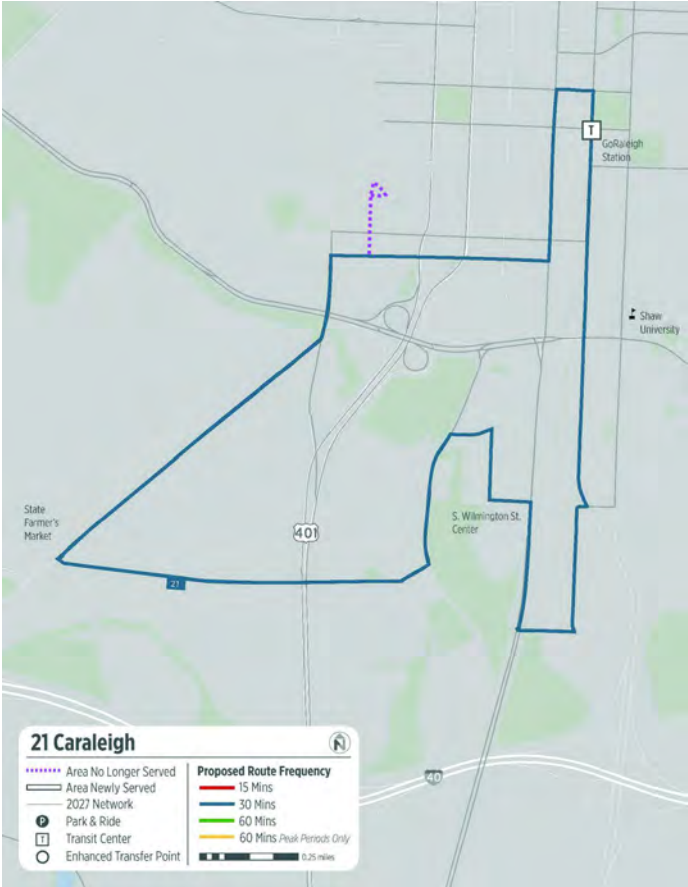 T
GoRaleigh
Station
Shaw
University
State
Farmer's
Market
S. Wilmington St.
Center
401
21
40
21 Caraleigh
N
Area No Longer Served
Area Newly Served
2027 Network
P Park & Ride
T Transit Center
Enhanced Transfer Point
Proposed Route Frequency
15 Mins
30 Mins
60 Mins
60 Mins Peak Periods Only
0.25 miles